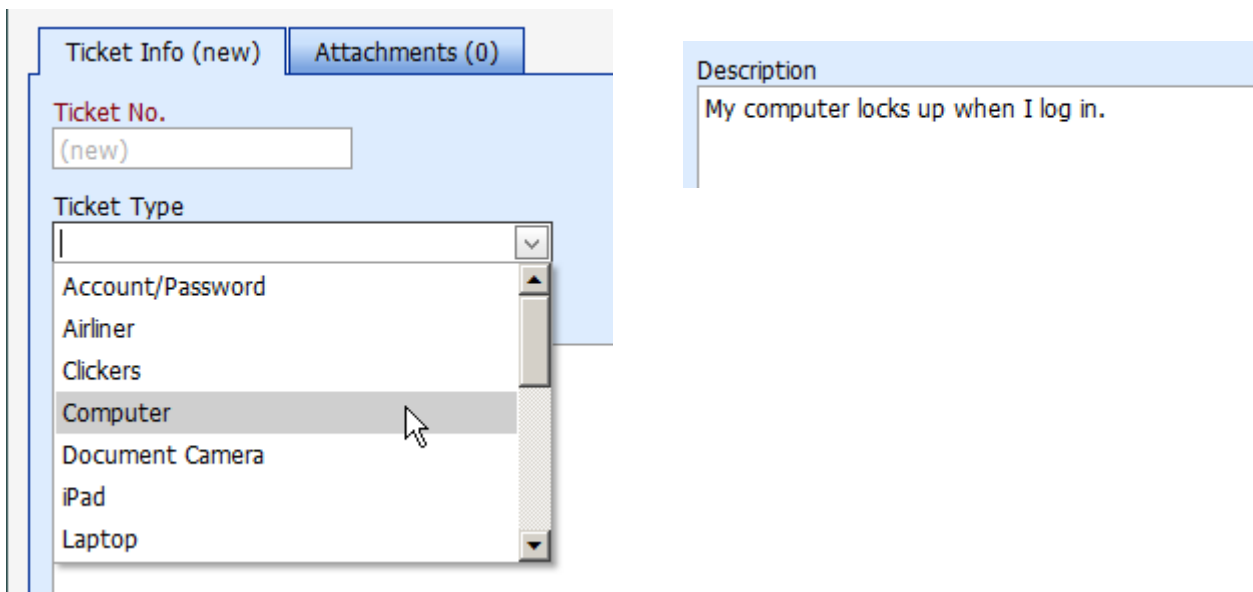 Ticket Info (new)
Attachments (0)
Ticket No.
(new)
Ticket Type
Account/Password
Airliner
Clickers
Computer
Document Camera
iPad
Laptop
Description
My computer locks up when I log in.